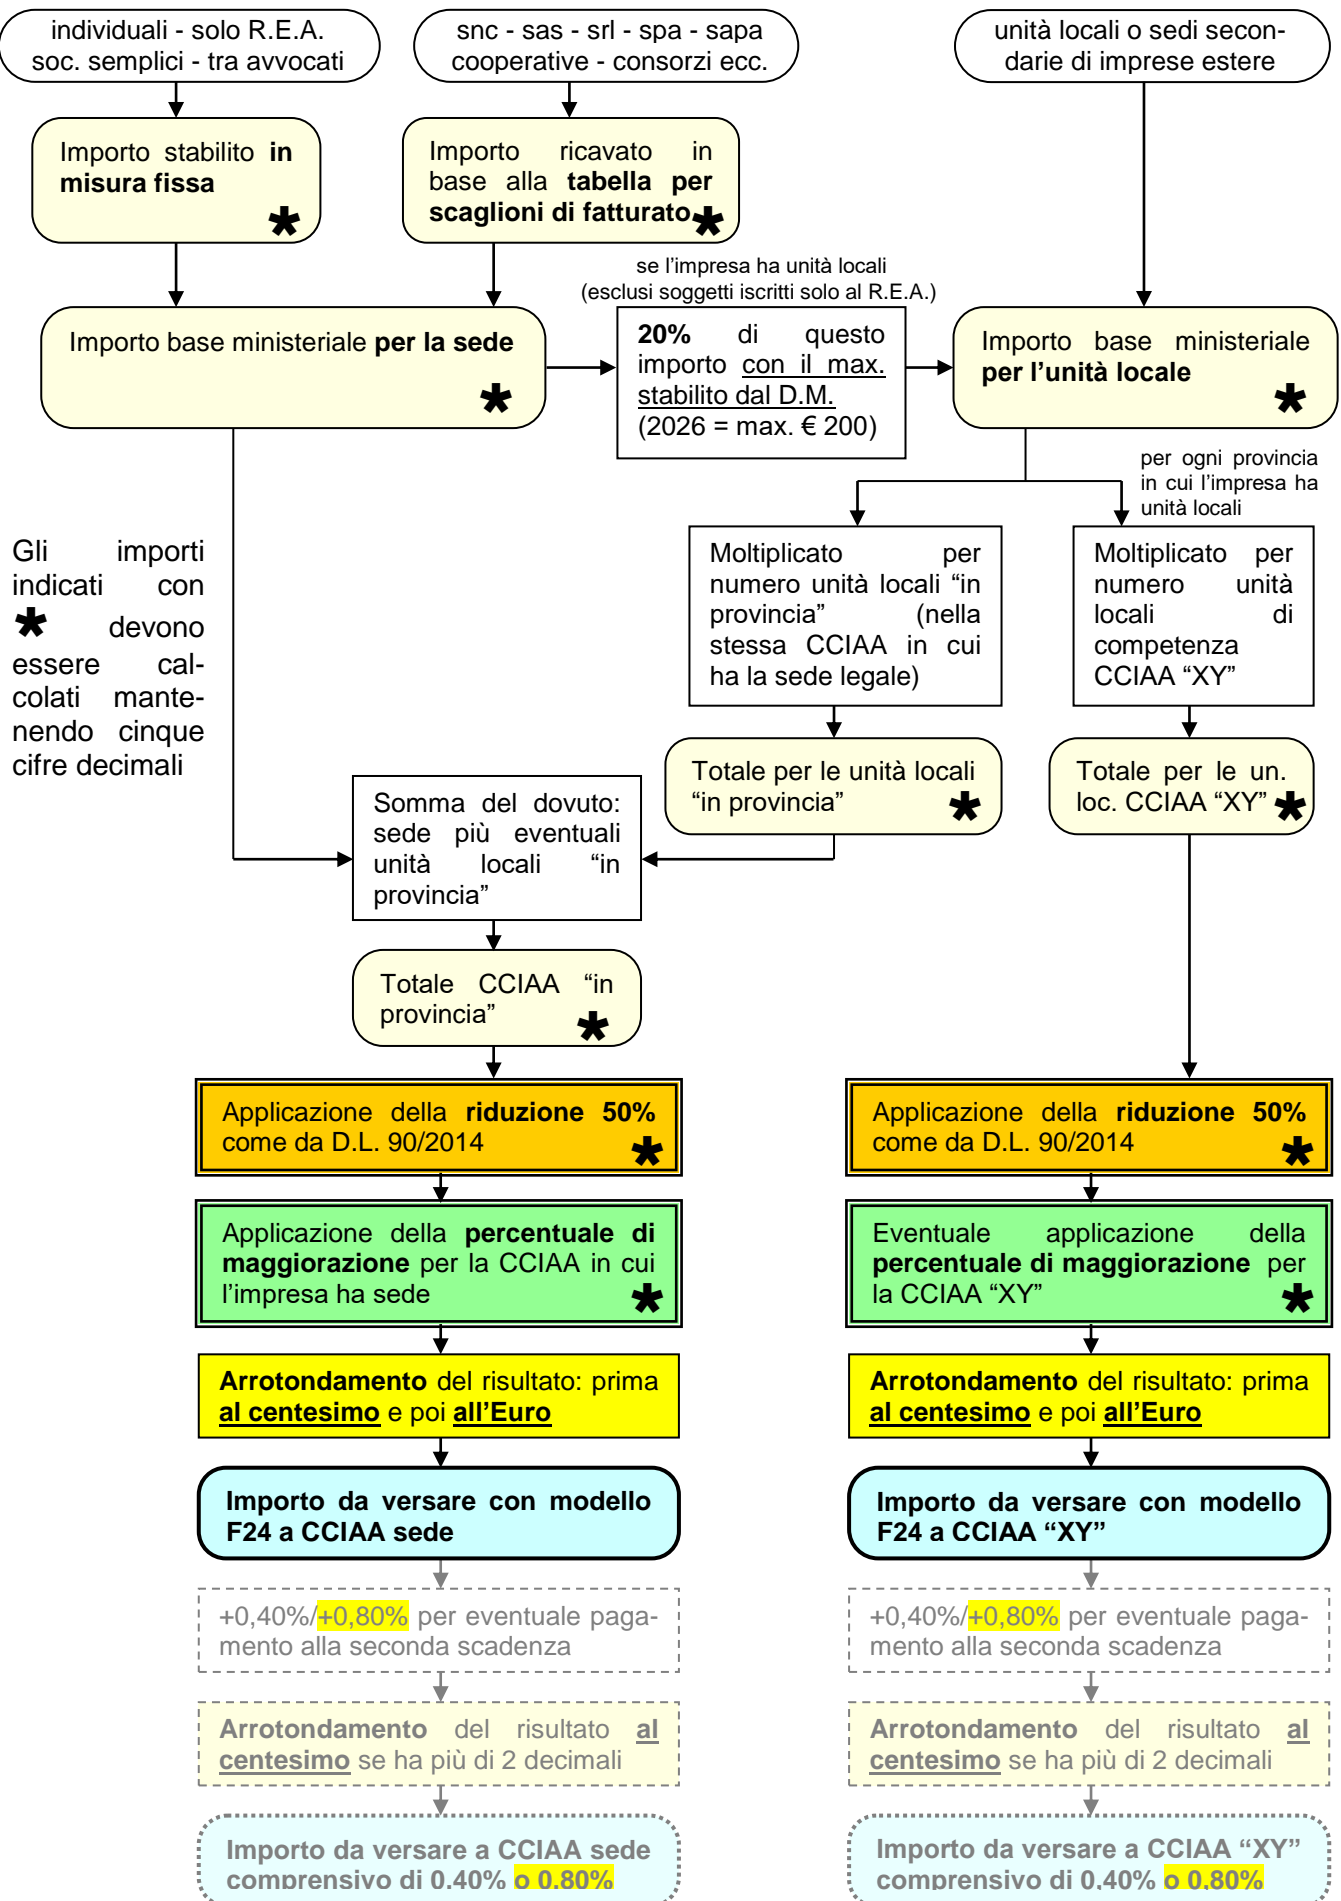 individuali - solo R.E.A.
soc. semplici - tra avvocati
snc - sas - srl - spa - sapa
cooperative - consorzi ecc.
unità locali o sedi secon-
darie di imprese estere
Importo stabilito in
misura fissa
*
Importo ricavato in
base alla tabella per
scaglioni di fatturato
*
se l'impresa ha unità locali
(esclusi soggetti iscritti solo al R.E.A.)
Importo base ministeriale per la sede
*
20% di questo
importo con il max.
stabilito dal D.M.
(2026 = max. € 200)
Importo base ministeriale
per l'unità locale
*
per ogni provincia
in cui l'impresa ha
unità locali
Gli importi
indicati con
* devono
essere cal-
colati mante-
nendo cinque
cifre decimali
Moltiplicato per
numero unità locali “in
provincia” (nella
stessa CCIAA in cui
ha la sede legale)
Moltiplicato per
numero unità
locali di
competenza
CCIAA “XY”
Totale per le unità locali
“in provincia”
*
Totale per le un.
loc. CCIAA “XY”
*
Somma del dovuto:
sede più eventuali
unità locali “in
provincia”
Totale CCIAA “in
provincia”
*
Applicazione della riduzione 50%
come da D.L. 90/2014
*
Applicazione della riduzione 50%
come da D.L. 90/2014
*
Applicazione della percentuale di
maggiorazione per la CCIAA in cui
l'impresa ha sede
*
Eventuale applicazione della
percentuale di maggiorazione per
la CCIAA “XY”
*
Arrotondamento del risultato: prima
al centesimo e poi all'Euro
Arrotondamento del risultato: prima
al centesimo e poi all'Euro
Importo da versare con modello
F24 a CCIAA sede
Importo da versare con modello
F24 a CCIAA “XY”
+0,40%/+0,80% per eventuale paga-
mento alla seconda scadenza
+0,40%/+0,80% per eventuale paga-
mento alla seconda scadenza
Arrotondamento del risultato al
centesimo se ha più di 2 decimali
Arrotondamento del risultato al
centesimo se ha più di 2 decimali
Importo da versare a CCIAA sede
comprensivo di 0,40% o 0,80%
Importo da versare a CCIAA “XY”
comprensivo di 0,40% o 0,80%